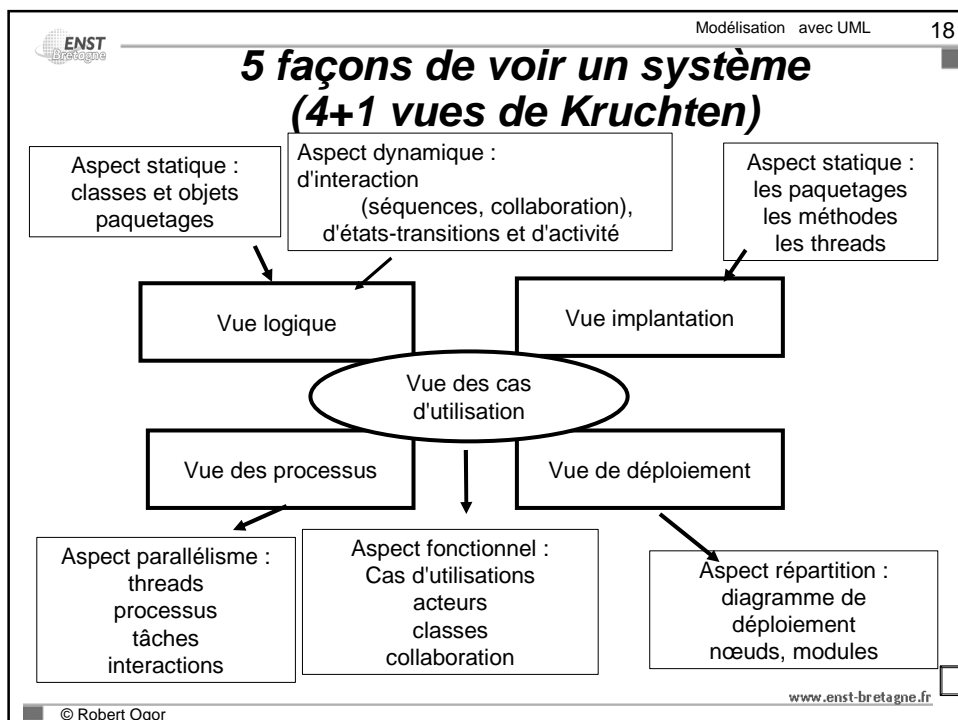 Modélisation avec UML 18
ENST
Bretagne
5 façons de voir un système
(4+1 vues de Kruchten)
Aspect statique :
classes et objets
paquetages
Aspect dynamique :
d'interaction
(séquences, collaboration),
d'états-transitions et d'activité
Aspect statique :
les paquetages
les méthodes
les threads
Vue logique
Vue implantation
Vue des cas
d'utilisation
Vue des processus
Vue de déploiement
Aspect parallélisme :
threads
processus
tâches
interactions
Aspect fonctionnel :
Cas d'utilisations
acteurs
classes
collaboration
Aspect répartition :
diagramme de
déploiement
nœuds, modules
www.enst-bretagne.fr
© Robert Ogor